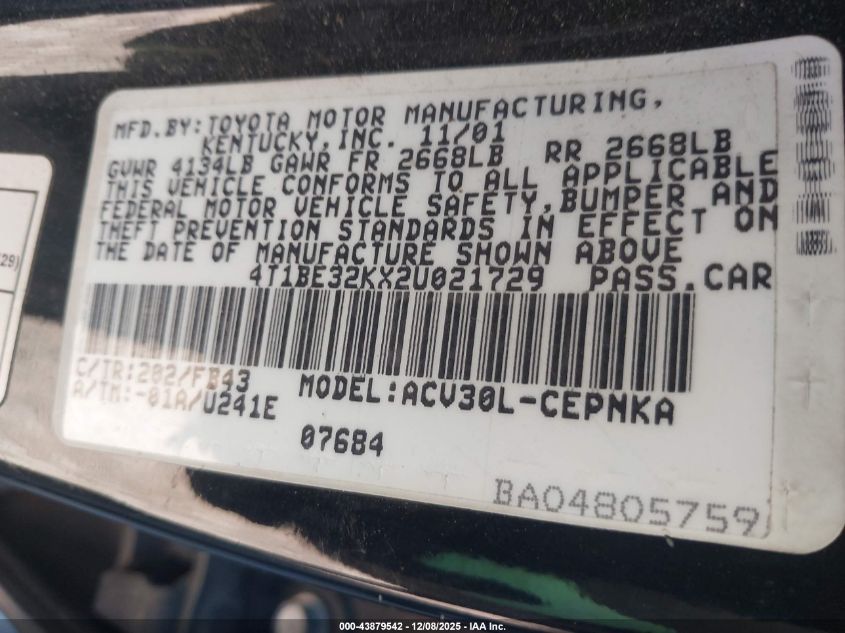 MFD.BY:TOYOTA MOTOR MANUFACTURING,
KENTUCKY,INC. 11/01
GVWR 4134LB GAWR FR 2668LB RR 2668LB
THIS VEHICLE CONFORMS TO ALL APPLICABLE
FEDERAL MOTOR VEHICLE SAFETY,BUMPER AND
THEFT PREVENTION STANDARDS IN EFFECT ON
THE DATE OF MANUFACTURE SHOWN ABOVE
4T1BE32KX2U021729 PASS.CAR
C/TR:202/FB43
A/TM:-01A/U241E
MODEL:ACV30L-CEPNKA
07684
BA04805759
29)
000-43879542 • 12/08/2025 • IAA Inc.